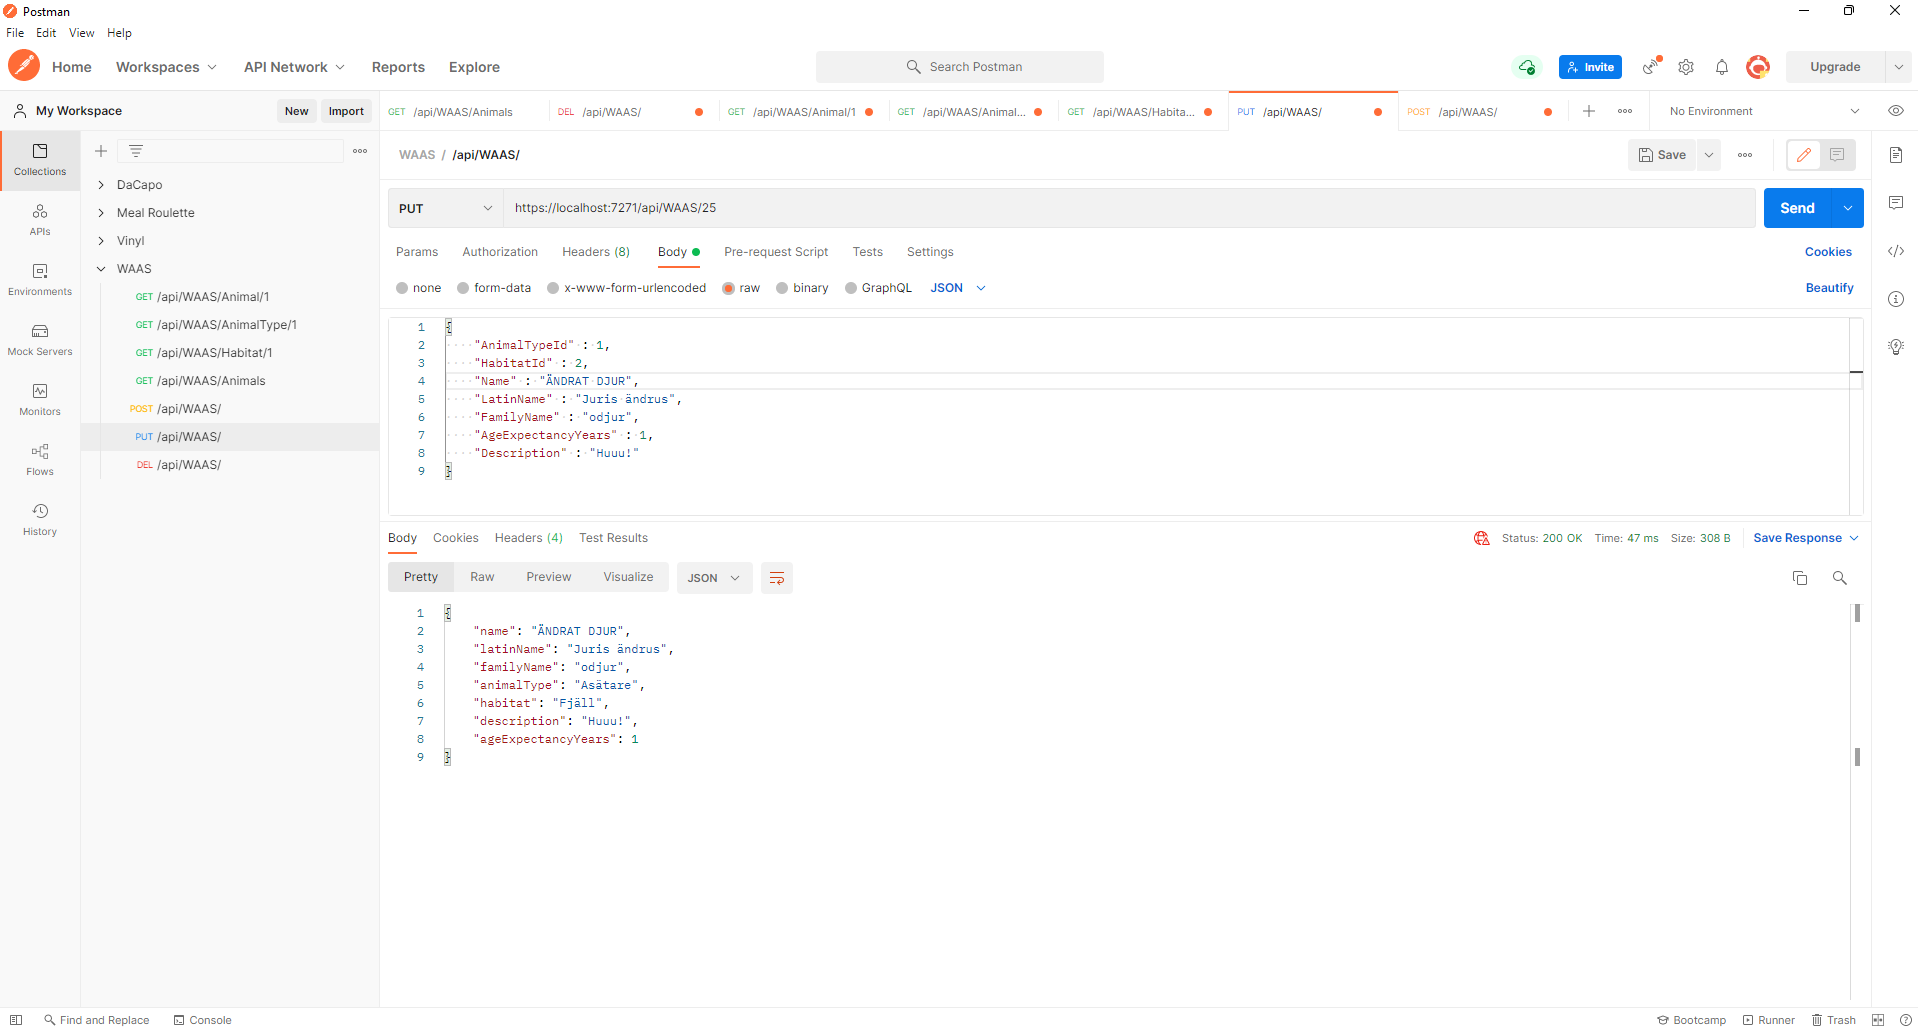 Postman
File Edit View Help
Home Workspaces API Network Reports Explore Search Postman Invite Upgrade
My Workspace New Import
GET /api/WAAS/Animals DEL /api/WAAS/ GET /api/WAAS/Animal/1 GET /api/WAAS/Animal... GET /api/WAAS/Habita... PUT /api/WAAS/ POST /api/WAAS/ No Environment
Collections
APIs
Environments
Mock Servers
Monitors
Flows
History
DaCapo
Meal Roulette
Vinyl
WAAS
GET /api/WAAS/Animal/1
GET /api/WAAS/AnimalType/1
GET /api/WAAS/Habitat/1
GET /api/WAAS/Animals
POST /api/WAAS/
PUT /api/WAAS/
DEL /api/WAAS/
WAAS / /api/WAAS/ Save
PUT https://localhost:7271/api/WAAS/25 Send
Params Authorization Headers (8) Body Pre-request Script Tests Settings Cookies
none form-data x-www-form-urlencoded raw binary GraphQL JSON Beautify
1 {
2 "AnimalTypeId" : 1,
3 "HabitatId" : 2,
4 "Name" : "ÄNDRAT DJUR",
5 "LatinName" : "Juris ändrus",
6 "FamilyName" : "odjur",
7 "AgeExpectancyYears" : 1,
8 "Description" : "Huuu!"
9 }
Body Cookies Headers (4) Test Results Status: 200 OK Time: 47 ms Size: 308 B Save Response
Pretty Raw Preview Visualize JSON
1 {
2 "name": "ÄNDRAT DJUR",
3 "latinName": "Juris ändrus",
4 "familyName": "odjur",
5 "animalType": "Asätare",
6 "habitat": "Fjäll",
7 "description": "Huuu!",
8 "ageExpectancyYears": 1
9 }
Find and Replace Console Bootcamp Runner Trash